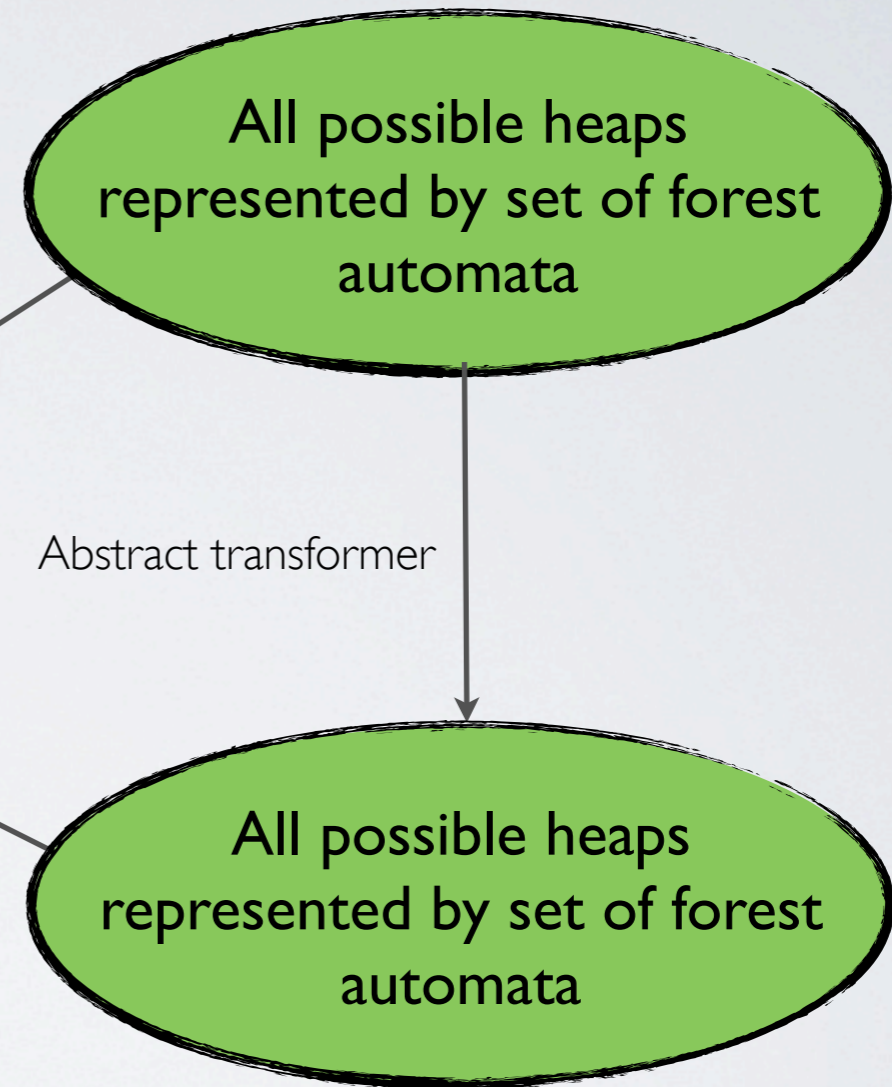 All possible heaps
represented by set of forest
automata
Abstract transformer
All possible heaps
represented by set of forest
automata